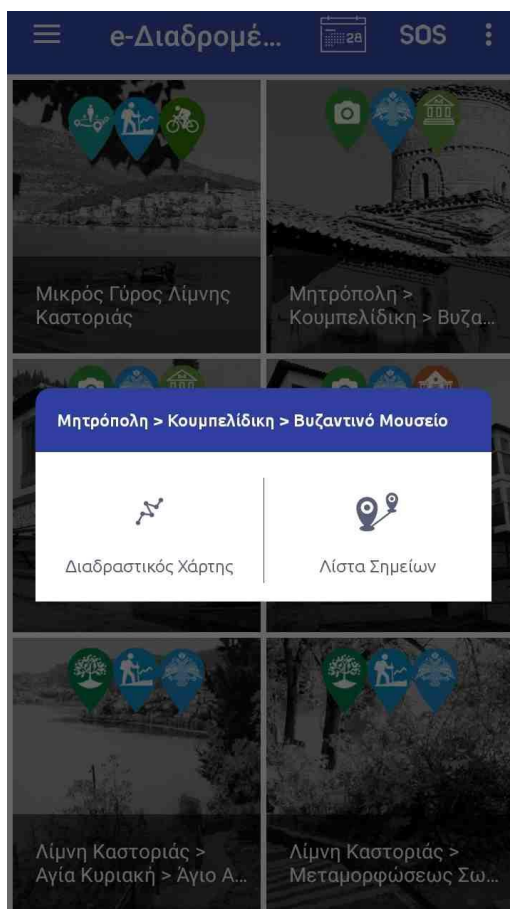 e-Διαδρομέ...
28
SOS
Μικρός Γύρος Λίμνης
Καστοριάς
Μητρόπολη >
Κουμπελίδικη > Βυζα...
Μητρόπολη > Κουμπελίδικη > Βυζαντινό Μουσείο
Διαδραστικός Χάρτης
Λίστα Σημείων
Λίμνη Καστοριάς >
Αγία Κυριακή > Άγιο Α...
Λίμνη Καστοριάς >
Μεταμορφώσεως Σω...